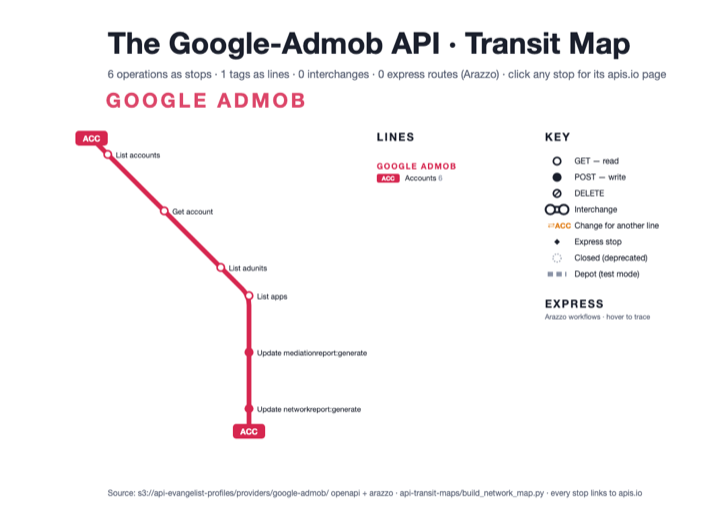 The Google-Admob API · Transit Map
6 operations as stops · 1 tags as lines · 0 interchanges · 0 express routes (Arazzo) · click any stop for its apis.io page
GOOGLE ADMOB
ACC
List accounts
Get account
List adunits
List apps
Update mediationreport:generate
Update networkreport:generate
ACC
LINES
GOOGLE ADMOB
ACC Accounts 6
KEY
GET — read
POST — write
DELETE
Interchange
⇄ACC Change for another line
Express stop
Closed (deprecated)
Depot (test mode)
EXPRESS
Arazzo workflows · hover to trace
Source: s3://api-evangelist-profiles/providers/google-admob/ openapi + arazzo · api-transit-maps/build_network_map.py · every stop links to apis.io